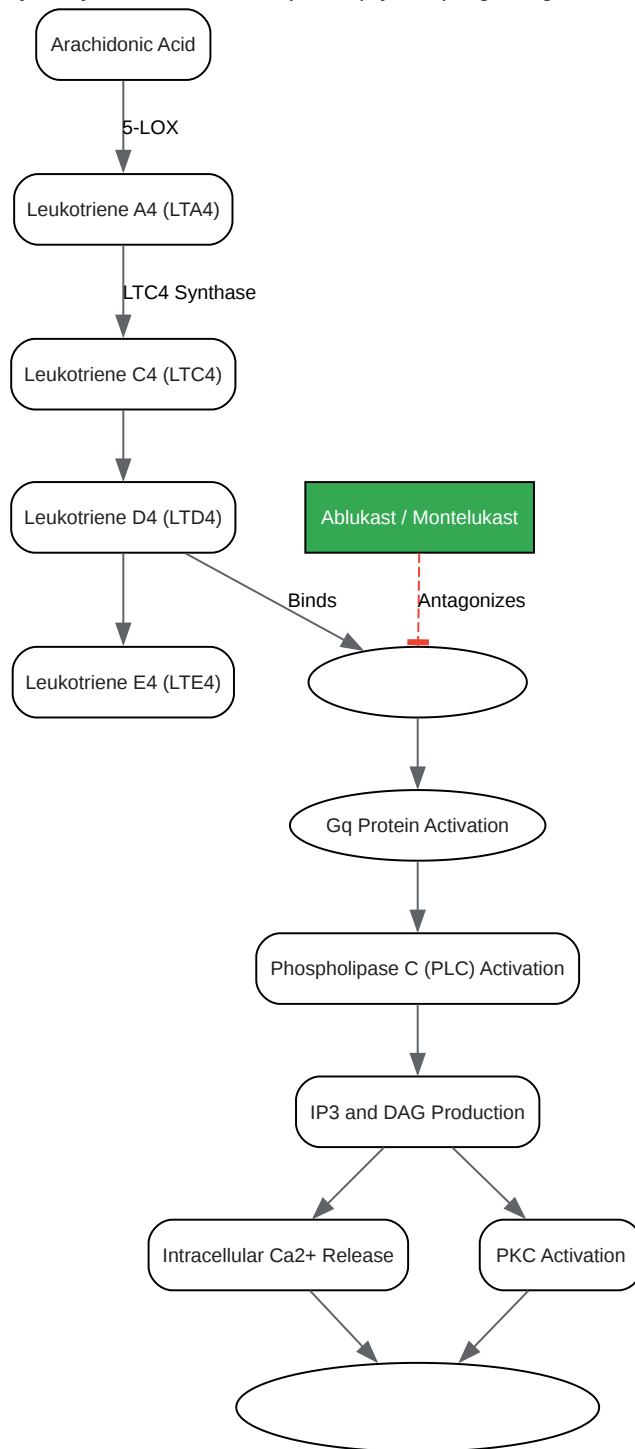 Arachidonic Acid
5-LOX
Leukotriene A4 (LTA4)
LTC4 Synthase
Leukotriene C4 (LTC4)
Leukotriene D4 (LTD4)
Ablukast / Montelukast
Binds
Antagonizes
Leukotriene E4 (LTE4)
Gq Protein Activation
Phospholipase C (PLC) Activation
IP3 and DAG Production
Intracellular Ca2+ Release
PKC Activation